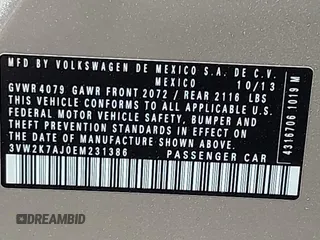 MFD BY VOLKSWAGEN DE MEXICO S.A. DE C.V.
MEXICO 10/13
GVWR 4079 GAWR FRONT 2072 / REAR 2116 LBS
THIS VEHICLE CONFORMS TO ALL APPLICABLE U.S.
FEDERAL MOTOR VEHICLE SAFETY, BUMPER AND
THEFT PREVENTION STANDARDS IN EFFECT ON THE
DATE OF MANUFACTURE SHOWN ABOVE.
3VW2K7AJ0EM231386 PASSENGER CAR
4316706 1019 M
DREAMBID